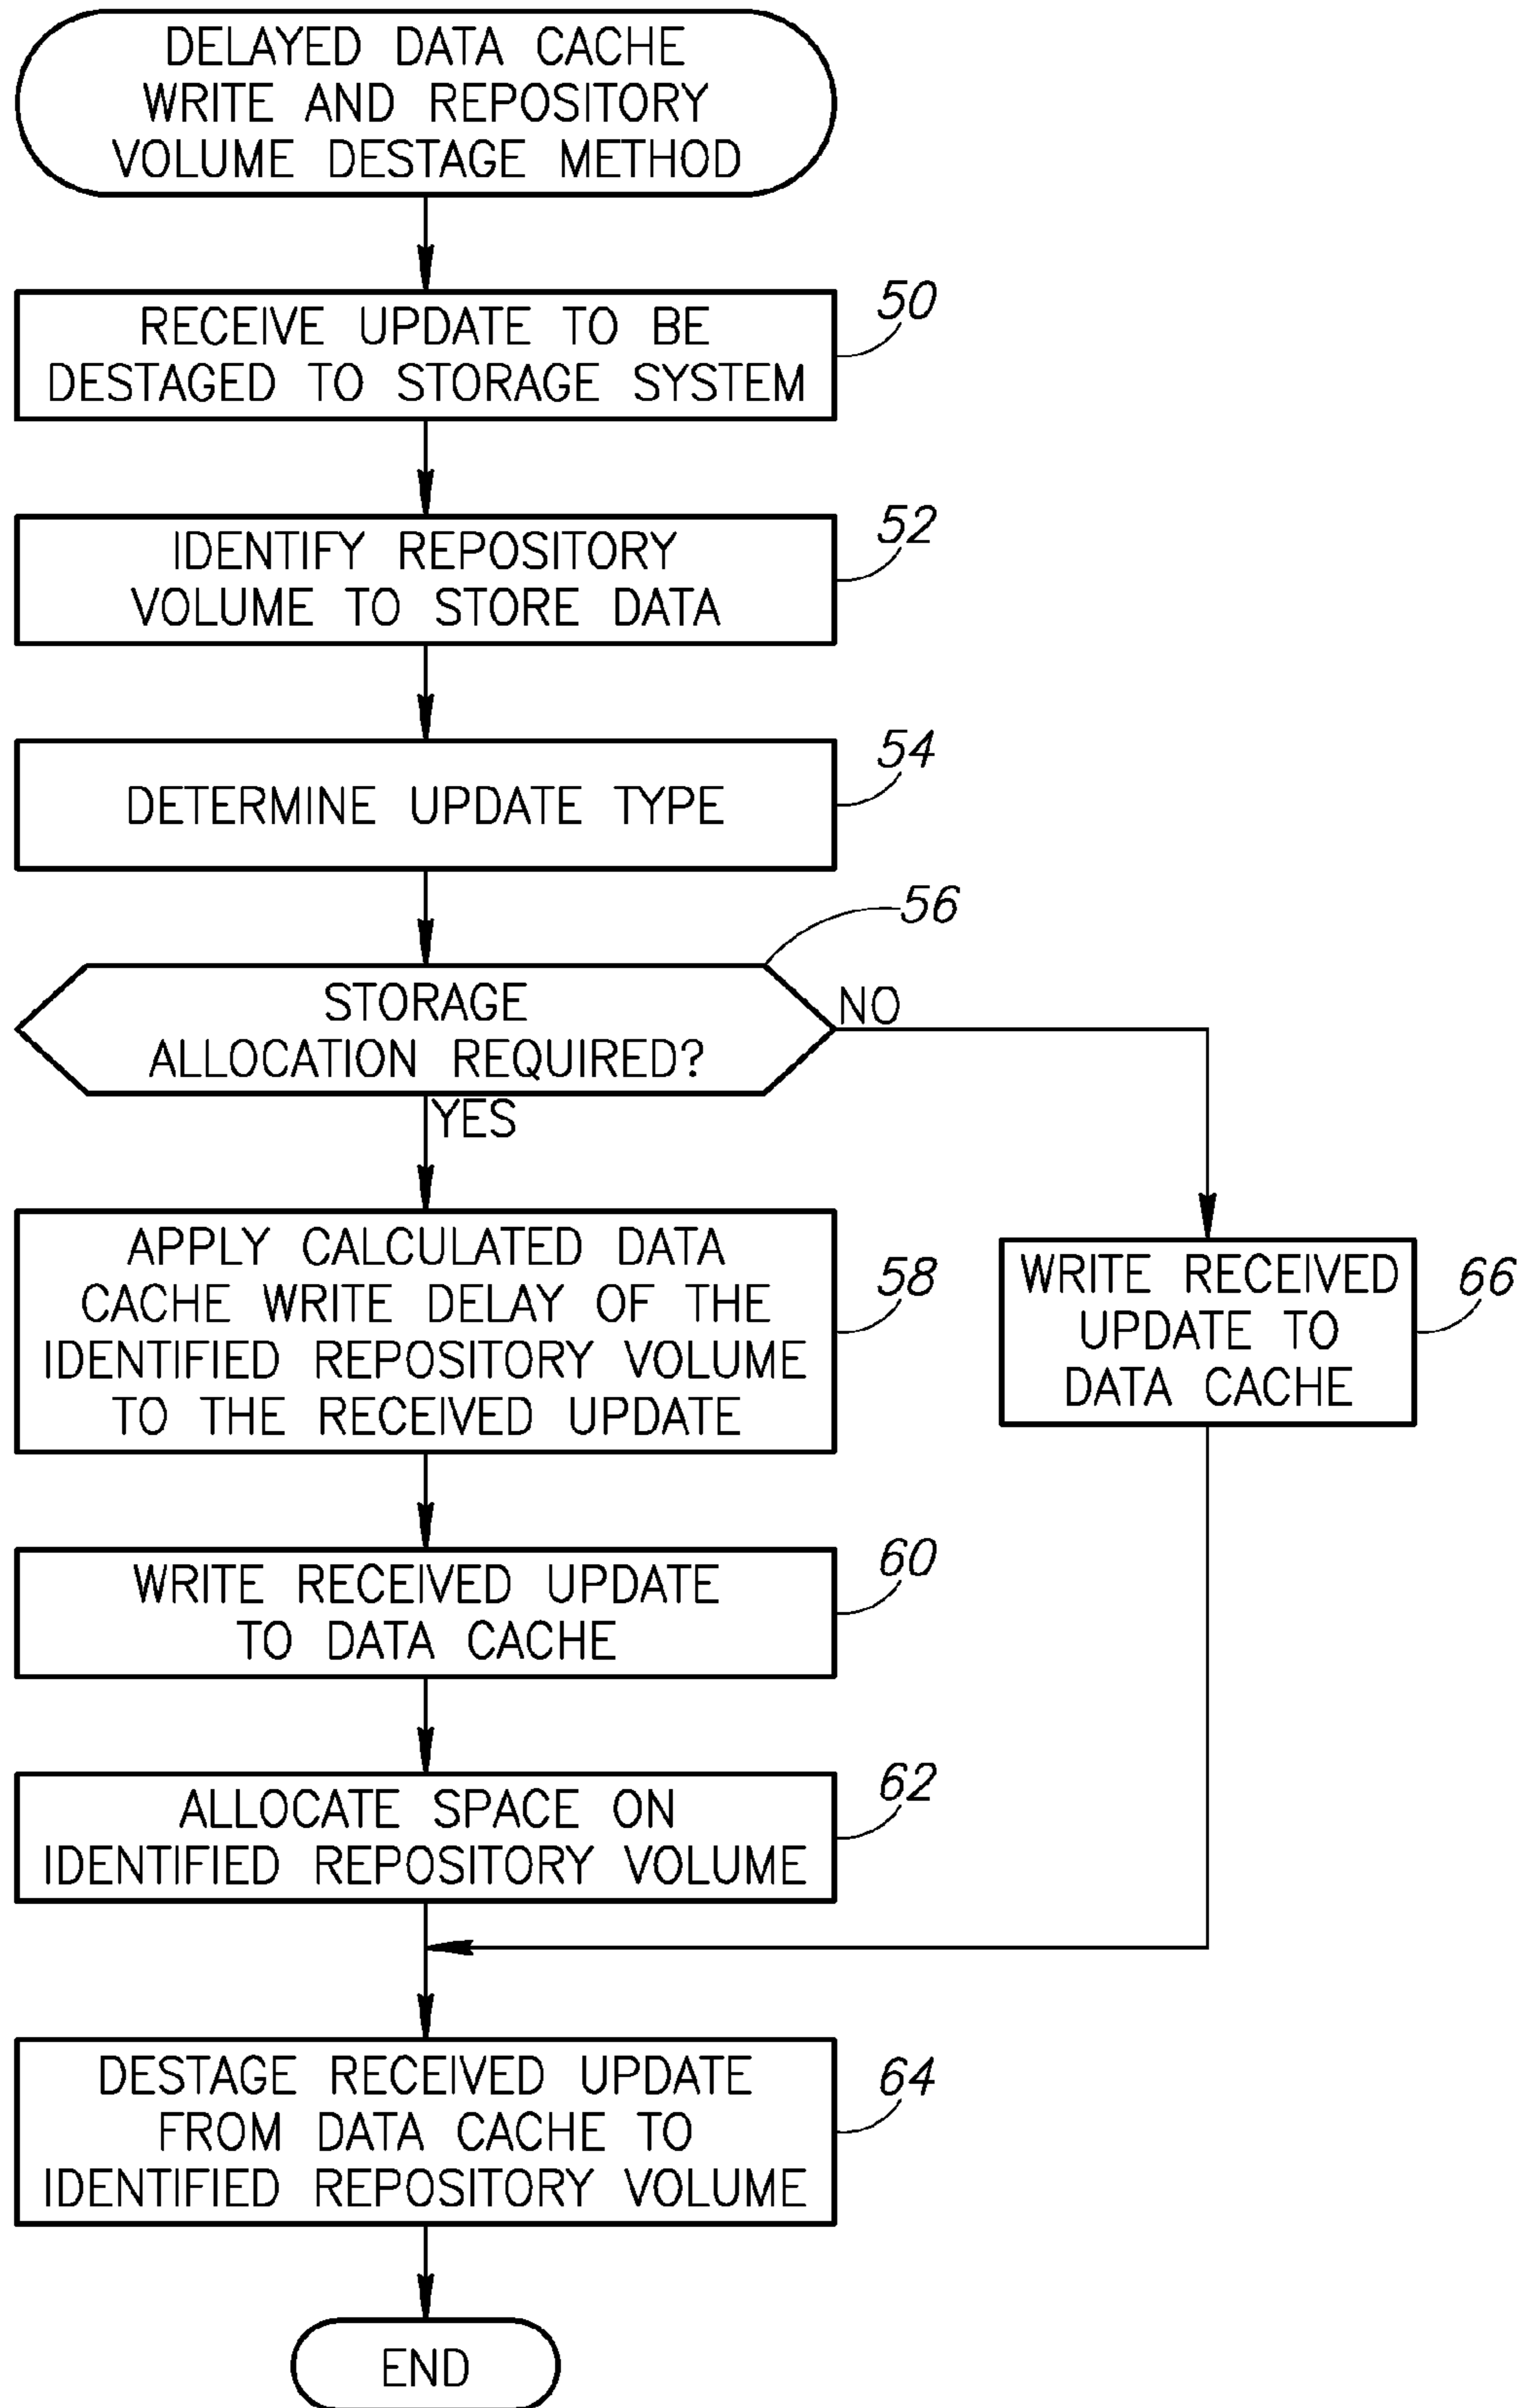 DELAYED DATA CACHE
WRITE AND REPOSITORY
VOLUME DESTAGE METHOD
RECEIVE UPDATE TO BE
DESTAGED TO STORAGE SYSTEM
50
IDENTIFY REPOSITORY
VOLUME TO STORE DATA
52
DETERMINE UPDATE TYPE
54
56
STORAGE
ALLOCATION REQUIRED?
NO
YES
APPLY CALCULATED DATA
CACHE WRITE DELAY OF THE
IDENTIFIED REPOSITORY VOLUME
TO THE RECEIVED UPDATE
58
WRITE RECEIVED
UPDATE TO
DATA CACHE
66
WRITE RECEIVED UPDATE
TO DATA CACHE
60
ALLOCATE SPACE ON
IDENTIFIED REPOSITORY VOLUME
62
DESTAGE RECEIVED UPDATE
FROM DATA CACHE TO
IDENTIFIED REPOSITORY VOLUME
64
END